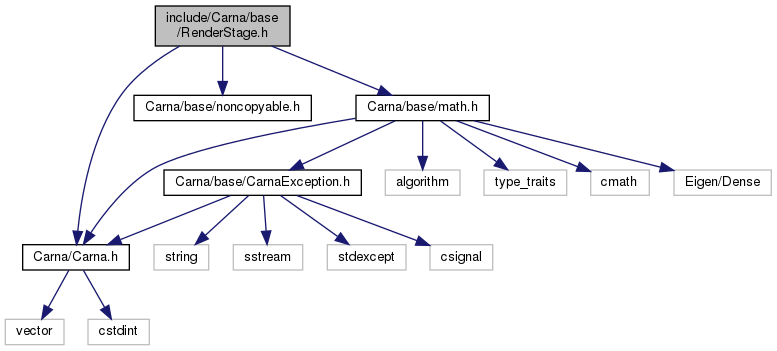 include/Carna/base
/RenderStage.h
Carna/base/noncopyable.h
Carna/base/math.h
Carna/base/CarnaException.h
algorithm
type_traits
cmath
Eigen/Dense
Carna/Carna.h
string
sstream
stdexcept
csignal
vector
cstdint